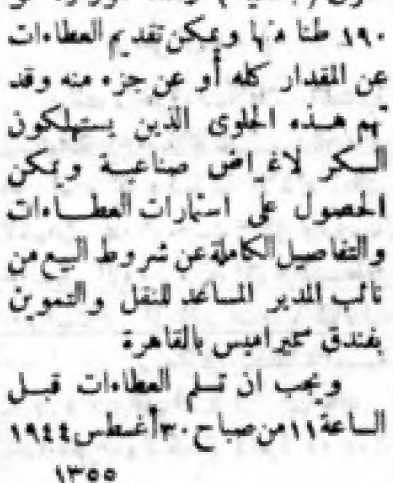 ١٩٠ طنا منها ويمكن تقديم العطاءات
عن المقدار كله أو عن جزء منه وقد
تهم هذه الحلوى الذين يستهلكون
السكر لاغراض صناعية ويمكن
الحصول على استمارات العطاءات
والتفاصيل الكاملة عن شروط البيع من
نائب المدير المساعد للنقل والتموين
بفندق سميراميس بالقاهرة
ويجب ان تسلم العطاءات قبل
الساعة ١١ من صباح ٣٠ أغسطس ١٩٤٤
١٣٥٥